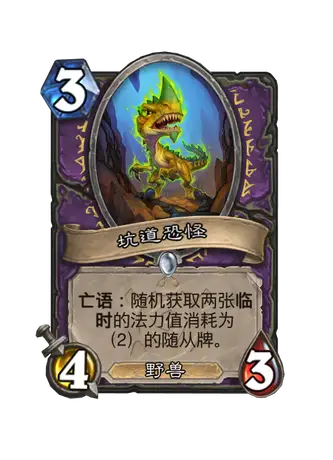 3
坑道恐怪
亡语：随机获取两张临
时的法力值消耗为
（2）的随从牌。
4
野兽
3